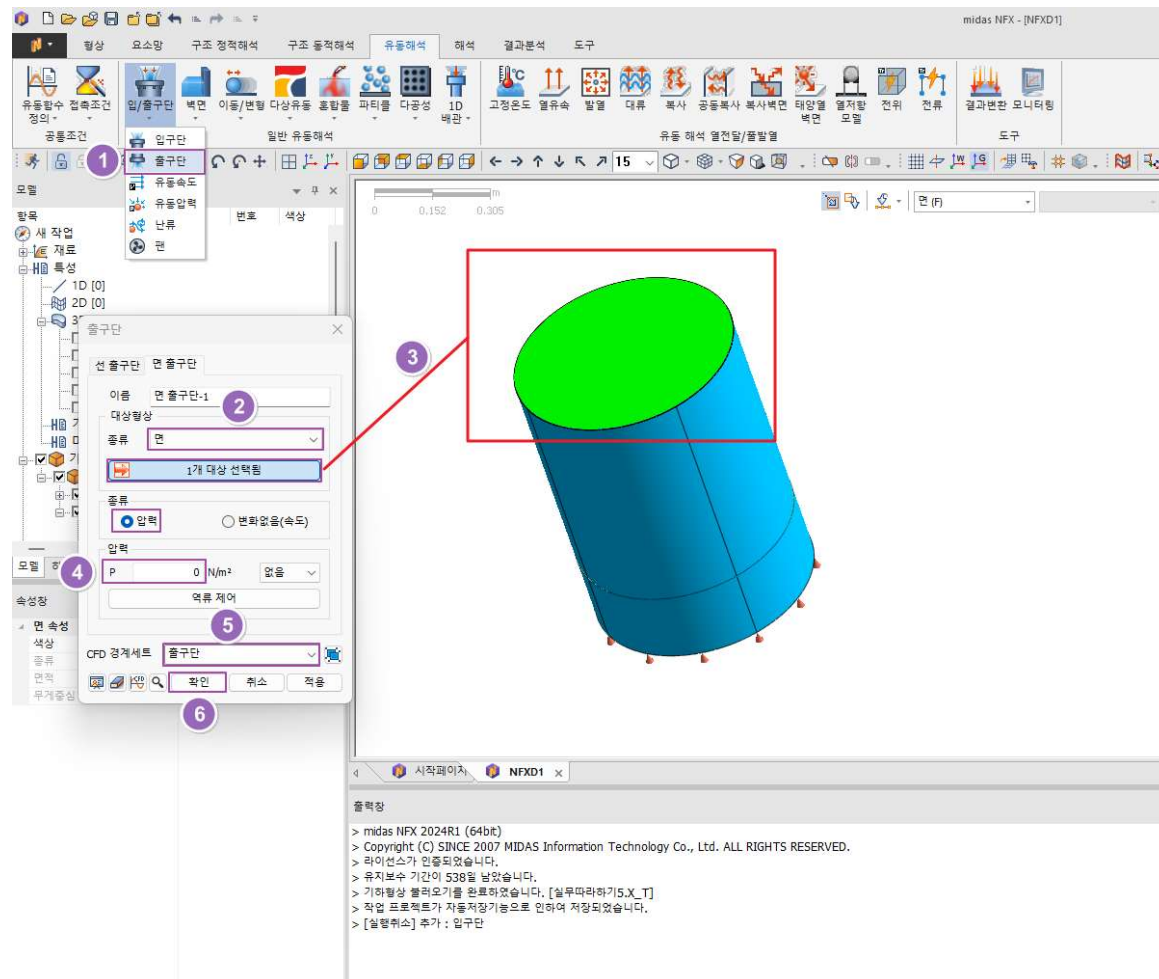 midas NFX - [NFXD1]
형상 요소망 구조 정적해석 구조 동적해석 유동해석 해석 결과분석 도구
유동함수 접촉조건 입/출구단 벽면 이동/변형 다상유동 혼합물 파티클 다공성 1D 고정온도 열유속 발열 대류 복사 공동복사 복사벽면 태양열 열저항 전위 전류 결과변환 모니터링
정의 배관 벽면 모델
공통조건 일반 유동해석 유동 해석 열전달/줄발열 도구
입구단
1 출구단
15
유동속도
유동압력
난류
팬
모델
항목 번호 색상
새 작업
재료
특성
1D [0]
2D [0]
m
0 0.152 0.305
면 (F)
출구단
선 출구단 면 출구단
이름 면 출구단-1
2
대상형상
종류 면
1개 대상 선택됨
3
종류
압력 변화없음(속도)
압력
4 P 0 N/m² 없음
역류 제어
5
CFD 경계세트 출구단
확인 취소 적용
6
모델
속성창
면 속성
색상
종류
면적
무게중심
시작페이지 NFXD1
출력창
> midas NFX 2024R1 (64bit)
> Copyright (C) SINCE 2007 MIDAS Information Technology Co., Ltd. ALL RIGHTS RESERVED.
> 라이선스가 인증되었습니다.
> 유지보수 기간이 538일 남았습니다.
> 기하형상 불러오기를 완료하였습니다. [실무따라하기5.X_T]
> 작업 프로젝트가 자동저장기능으로 인하여 저장되었습니다.
> [실행취소] 추가 : 입구단